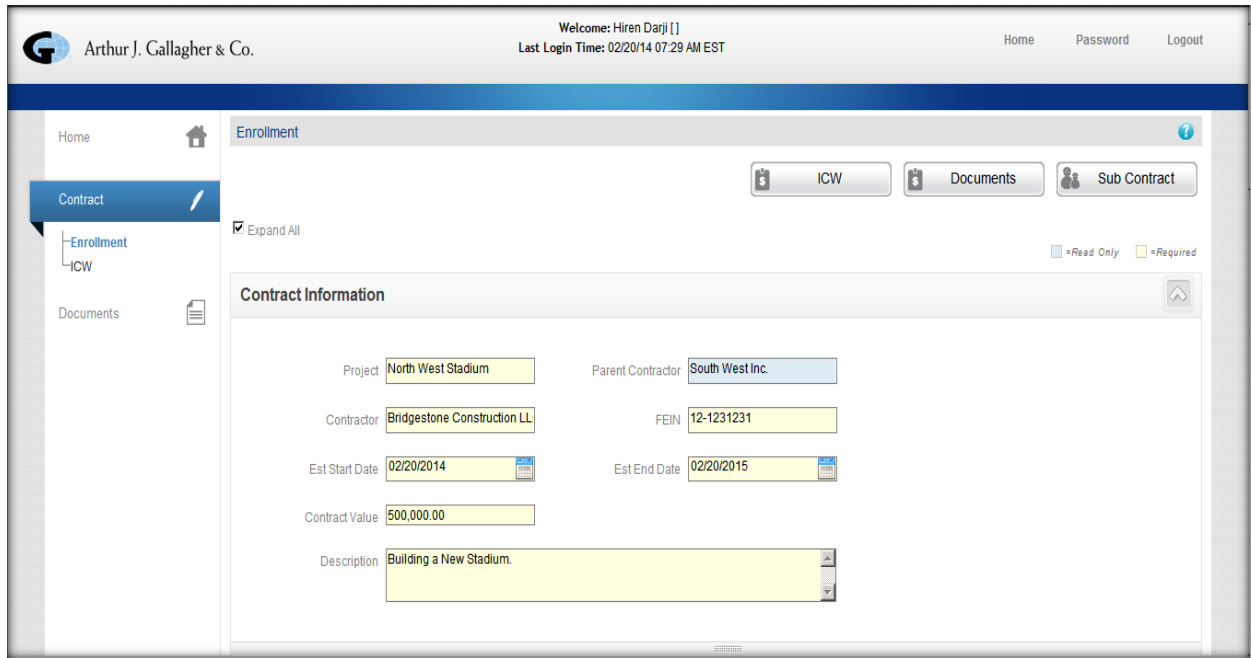 Arthur J. Gallagher & Co.
Welcome: Hiren Darji [ ]
Last Login Time: 02/20/14 07:29 AM EST
Home Password Logout
Home
Enrollment
?
Contract
ICW Documents Sub Contract
Expand All
Enrollment
ICW
=Read Only =Required
Documents
Contract Information
Project North West Stadium Parent Contractor South West Inc.
Contractor Bridgestone Construction LL FEIN 12-1231231
Est Start Date 02/20/2014 Est End Date 02/20/2015
Contract Value 500,000.00
Description Building a New Stadium.